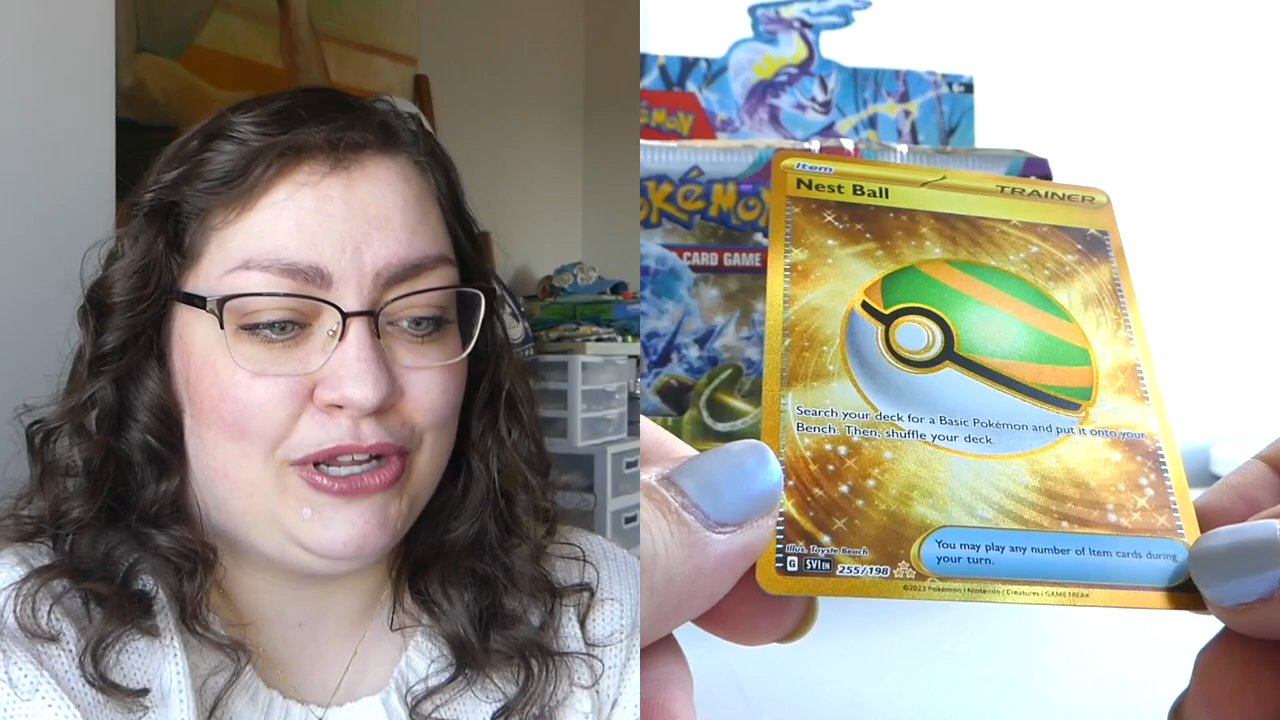 POKÉMON
POKÉMON
CARD GAME
Item
Nest Ball
TRAINER
Search your deck for a Basic Pokémon and put it onto your
Bench. Then, shuffle your deck.
You may play any number of Item cards during
your turn.
Illus. Toyste Beach
G SVI EN 255/198
©2023 Pokémon / Nintendo / Creatures / GAME FREAK